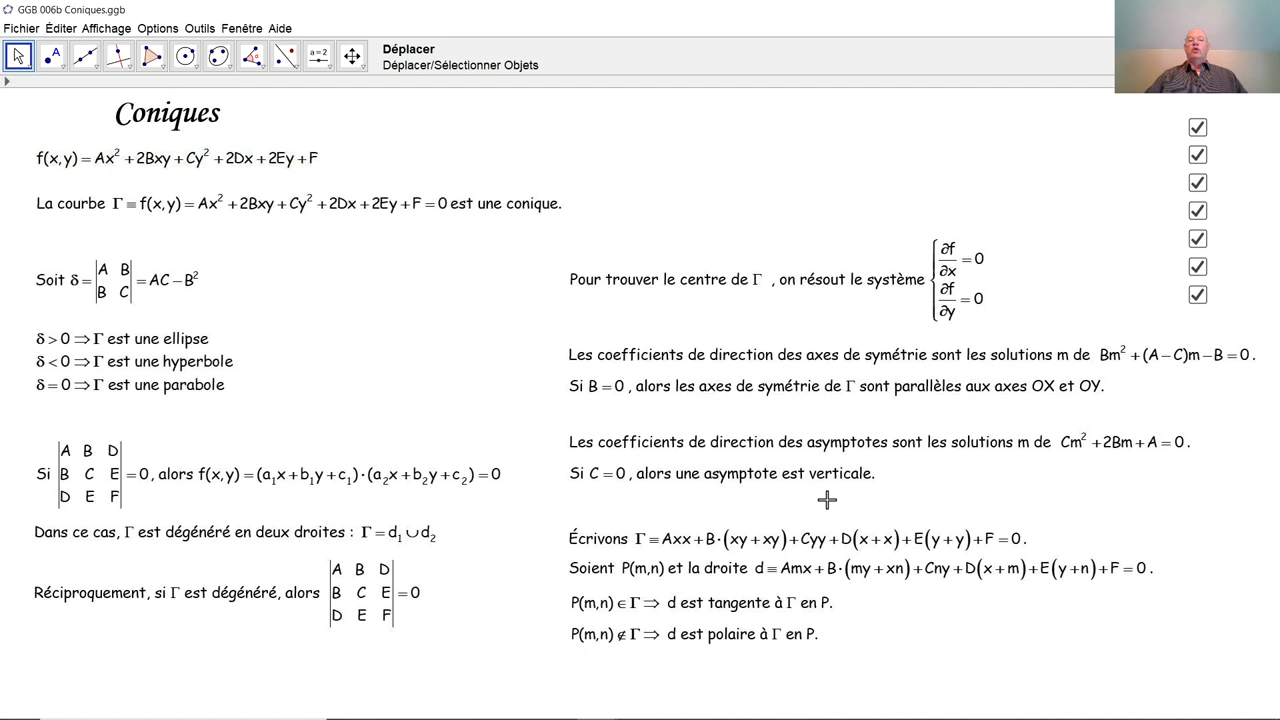 GGB 006b Coniques.ggb
Fichier Éditer Affichage Options Outils Fenêtre Aide
a=2
Déplacer
Déplacer/Sélectionner Objets
Coniques
f(x,y)=Ax²+2Bxy+Cy²+2Dx+2Ey+F
La courbe Γ≡f(x,y)=Ax²+2Bxy+Cy²+2Dx+2Ey+F=0 est une conique.
Soit δ=|A B; B C|=AC−B²
δ>0⇒Γ est une ellipse
δ<0⇒Γ est une hyperbole
δ=0⇒Γ est une parabole
Si |A B D; B C E; D E F|=0, alors f(x,y)=(a₁x+b₁y+c₁)·(a₂x+b₂y+c₂)=0
Dans ce cas, Γ est dégénéré en deux droites : Γ=d₁∪d₂
Réciproquement, si Γ est dégénéré, alors |A B D; B C E; D E F|=0
Pour trouver le centre de Γ , on résout le système {∂f/∂x=0; ∂f/∂y=0
Les coefficients de direction des axes de symétrie sont les solutions m de Bm²+(A−C)m−B=0.
Si B=0, alors les axes de symétrie de Γ sont parallèles aux axes OX et OY.
Les coefficients de direction des asymptotes sont les solutions m de Cm²+2Bm+A=0.
Si C=0, alors une asymptote est verticale.
Écrivons Γ≡Axx+B·(xy+xy)+Cyy+D(x+x)+E(y+y)+F=0.
Soient P(m,n) et la droite d≡Amx+B·(my+xn)+Cny+D(x+m)+E(y+n)+F=0.
P(m,n)∈Γ⇒ d est tangente à Γ en P.
P(m,n)∉Γ⇒ d est polaire à Γ en P.